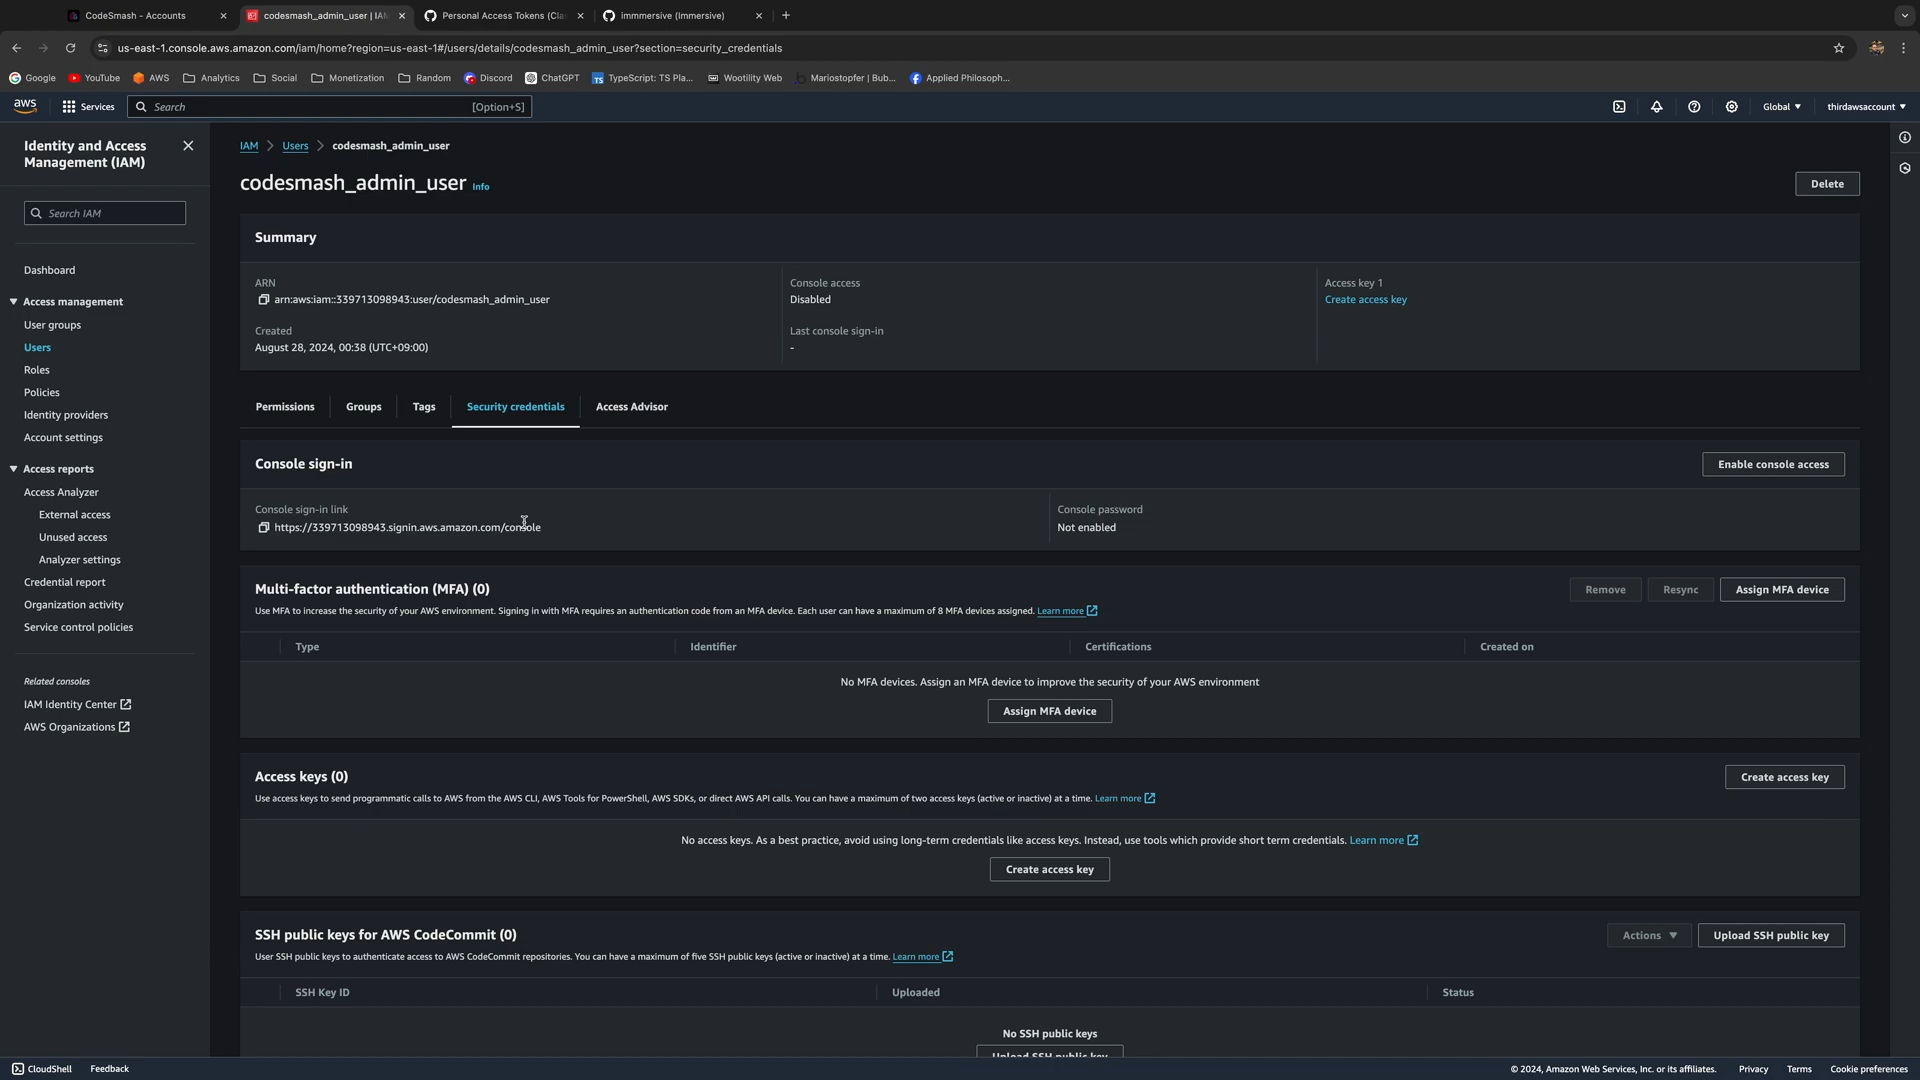 CodeSmash - Accounts
codesmash_admin_user | IAM
Personal Access Tokens (Clas
immmersive (Immersive)
us-east-1.console.aws.amazon.com/iam/home?region=us-east-1#/users/details/codesmash_admin_user?section=security_credentials
Google YouTube AWS Analytics Social Monetization Random Discord ChatGPT TypeScript: TS Pla... Wootility Web Mariostopfer | Bub... Applied Philosoph...
aws Services Search [Option+S] Global thirdawsaccount
Identity and Access
Management (IAM)
Search IAM
Dashboard
Access management
User groups
Users
Roles
Policies
Identity providers
Account settings
Access reports
Access Analyzer
External access
Unused access
Analyzer settings
Credential report
Organization activity
Service control policies
Related consoles
IAM Identity Center
AWS Organizations
IAM > Users > codesmash_admin_user
codesmash_admin_user Info
Delete
Summary
ARN
arn:aws:iam::339713098943:user/codesmash_admin_user
Created
August 28, 2024, 00:38 (UTC+09:00)
Console access
Disabled
Last console sign-in
-
Access key 1
Create access key
Permissions Groups Tags Security credentials Access Advisor
Console sign-in
Enable console access
Console sign-in link
https://339713098943.signin.aws.amazon.com/console
Console password
Not enabled
Multi-factor authentication (MFA) (0)
Use MFA to increase the security of your AWS environment. Signing in with MFA requires an authentication code from an MFA device. Each user can have a maximum of 8 MFA devices assigned. Learn more
Remove Resync Assign MFA device
Type Identifier Certifications Created on
No MFA devices. Assign an MFA device to improve the security of your AWS environment
Assign MFA device
Access keys (0)
Use access keys to send programmatic calls to AWS from the AWS CLI, AWS Tools for PowerShell, AWS SDKs, or direct AWS API calls. You can have a maximum of two access keys (active or inactive) at a time. Learn more
Create access key
No access keys. As a best practice, avoid using long-term credentials like access keys. Instead, use tools which provide short term credentials. Learn more
Create access key
SSH public keys for AWS CodeCommit (0)
User SSH public keys to authenticate access to AWS CodeCommit repositories. You can have a maximum of five SSH public keys (active or inactive) at a time. Learn more
Actions Upload SSH public key
SSH Key ID Uploaded Status
No SSH public keys
Upload SSH public key
CloudShell Feedback © 2024, Amazon Web Services, Inc. or its affiliates. Privacy Terms Cookie preferences